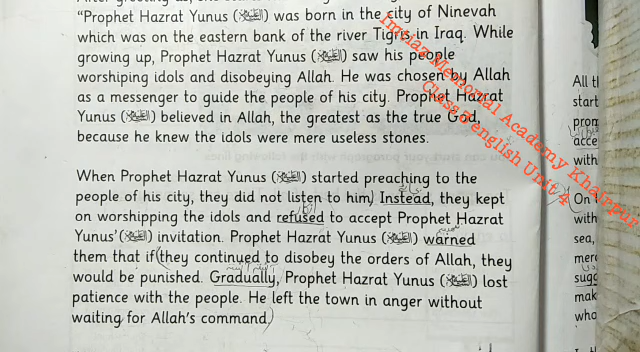 "Prophet Hazrat Yunus (عليه السلام) was born in the city of Ninevah
which was on the eastern bank of the river Tigris in Iraq. While
growing up, Prophet Hazrat Yunus (عليه السلام) saw his people
worshiping idols and disobeying Allah. He was chosen by Allah
as a messenger to guide the people of his city. Prophet Hazrat
Yunus (عليه السلام) believed in Allah, the greatest as the true God,
because he knew the idols were mere useless stones.
When Prophet Hazrat Yunus (عليه السلام) started preaching to the
people of his city, they did not listen to him. Instead, they kept
on worshipping the idols and refused to accept Prophet Hazrat
Yunus'(عليه السلام) invitation. Prophet Hazrat Yunus (عليه السلام) warned
them that if they continued to disobey the orders of Allah, they
would be punished. Gradually, Prophet Hazrat Yunus (عليه السلام) lost
patience with the people. He left the town in anger without
waiting for Allah's command.
Imtiaz Memorial Academy Khairpur
Class 7 english Unit 4
All th
start
prom
acce
with
On
with
sea,
merc
sugg
mak
who